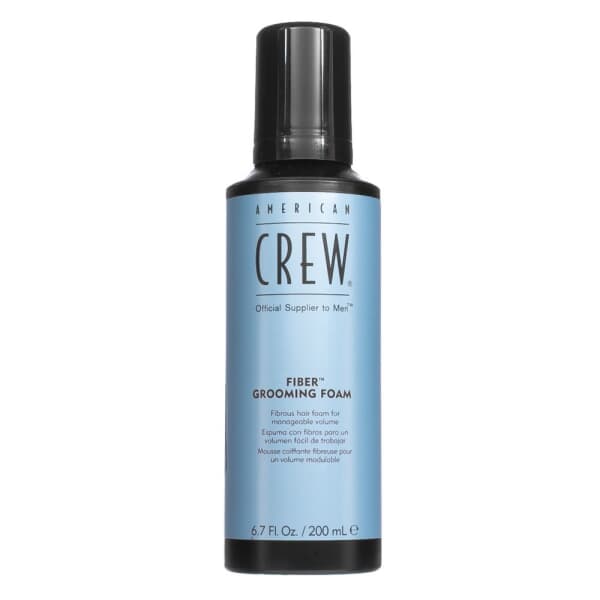 AMERICAN
CREW®
Official Supplier to Men™
FIBER™
GROOMING FOAM
Fibrous hair foam for
manageable volume
Espuma con fibras para un
volumen fácil de trabajar
Mousse coiffante fibreuse pour
un volume modulable
6.7 Fl. Oz. / 200 mL ℮